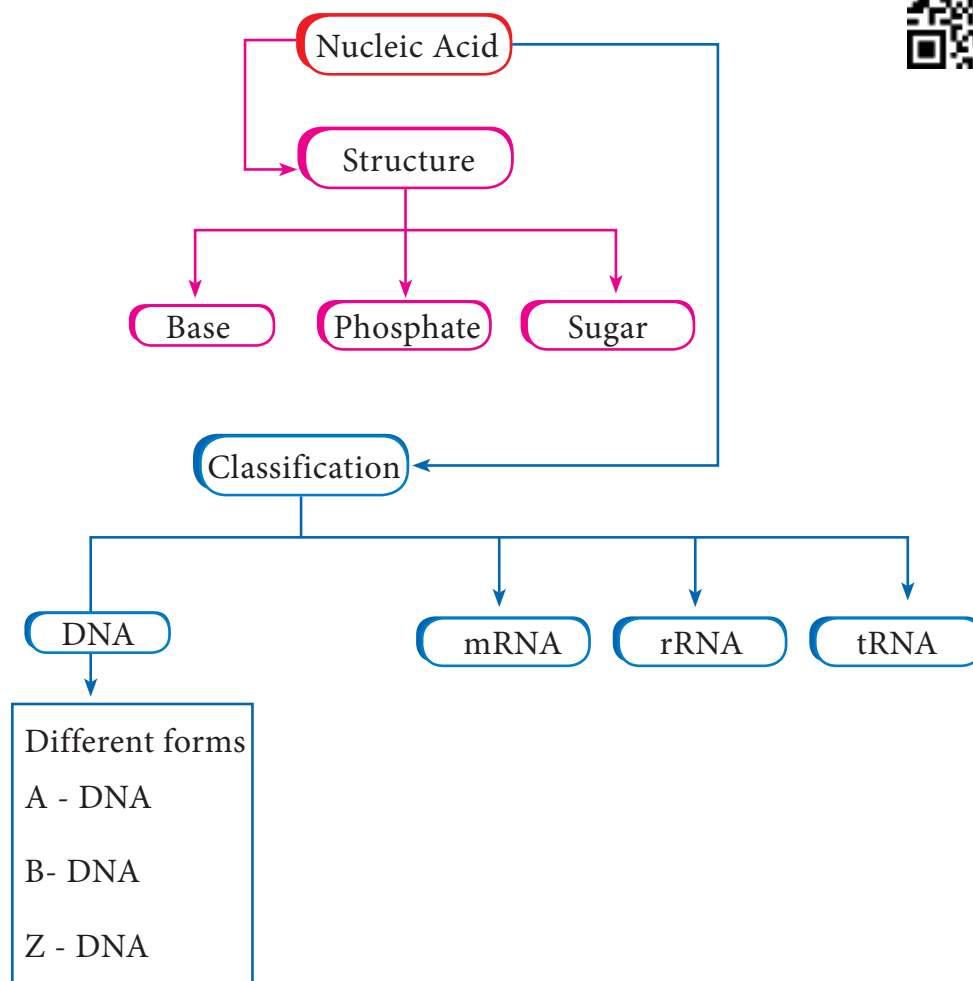 Nucleic Acid
Structure
Base
Phosphate
Sugar
Classification
DNA
mRNA
rRNA
tRNA
Different forms
A - DNA
B- DNA
Z - DNA